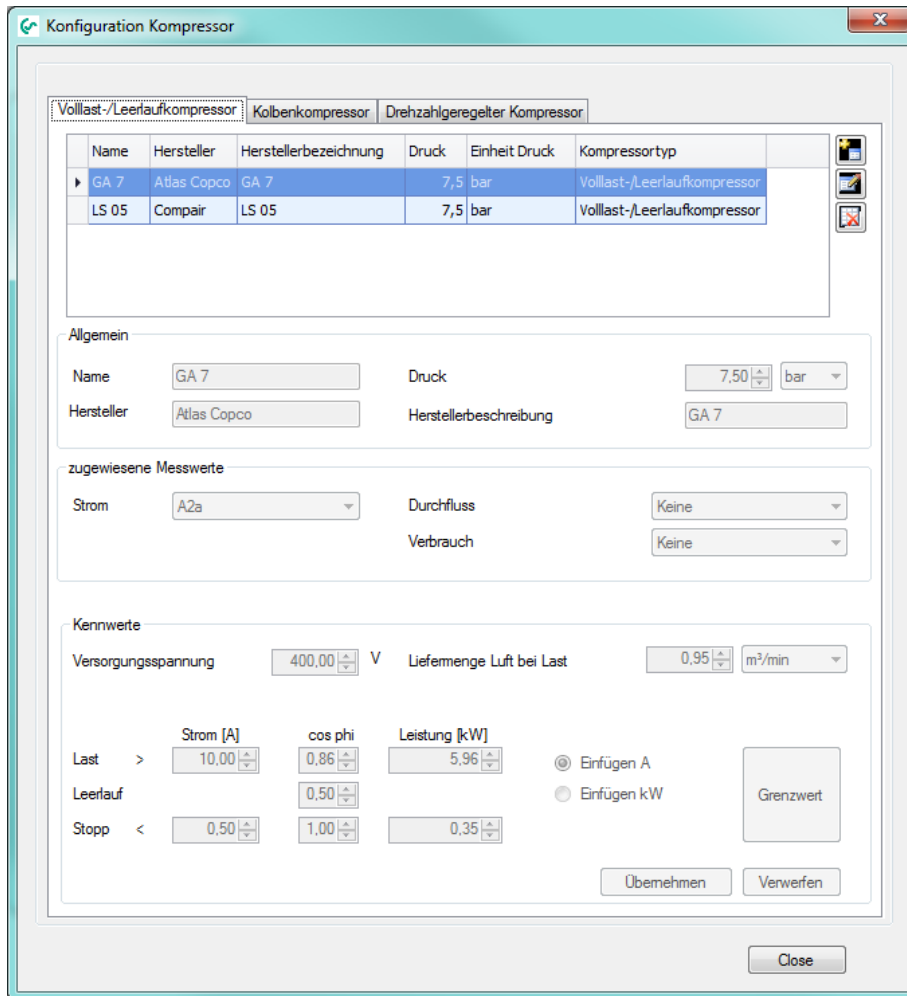 Konfiguration Kompressor
Volllast-/Leerlaufkompressor Kolbenkompressor Drehzahlgeregelter Kompressor
Name Hersteller Herstellerbezeichnung Druck Einheit Druck Kompressortyp
GA 7 Atlas Copco GA 7 7,5 bar Volllast-/Leerlaufkompressor
LS 05 Compair LS 05 7,5 bar Volllast-/Leerlaufkompressor
Allgemein
Name GA 7 Druck 7,50 bar
Hersteller Atlas Copco Herstellerbeschreibung GA 7
zugewiesene Messwerte
Strom A2a Durchfluss Keine
Verbrauch Keine
Kennwerte
Versorgungsspannung 400,00 V Liefermenge Luft bei Last 0,95 m³/min
Strom [A] cos phi Leistung [kW]
Last > 10,00 0,86 5,96 Einfügen A
Leerlauf 0,50 Einfügen kW Grenzwert
Stopp < 0,50 1,00 0,35
Übernehmen Verwerfen
Close